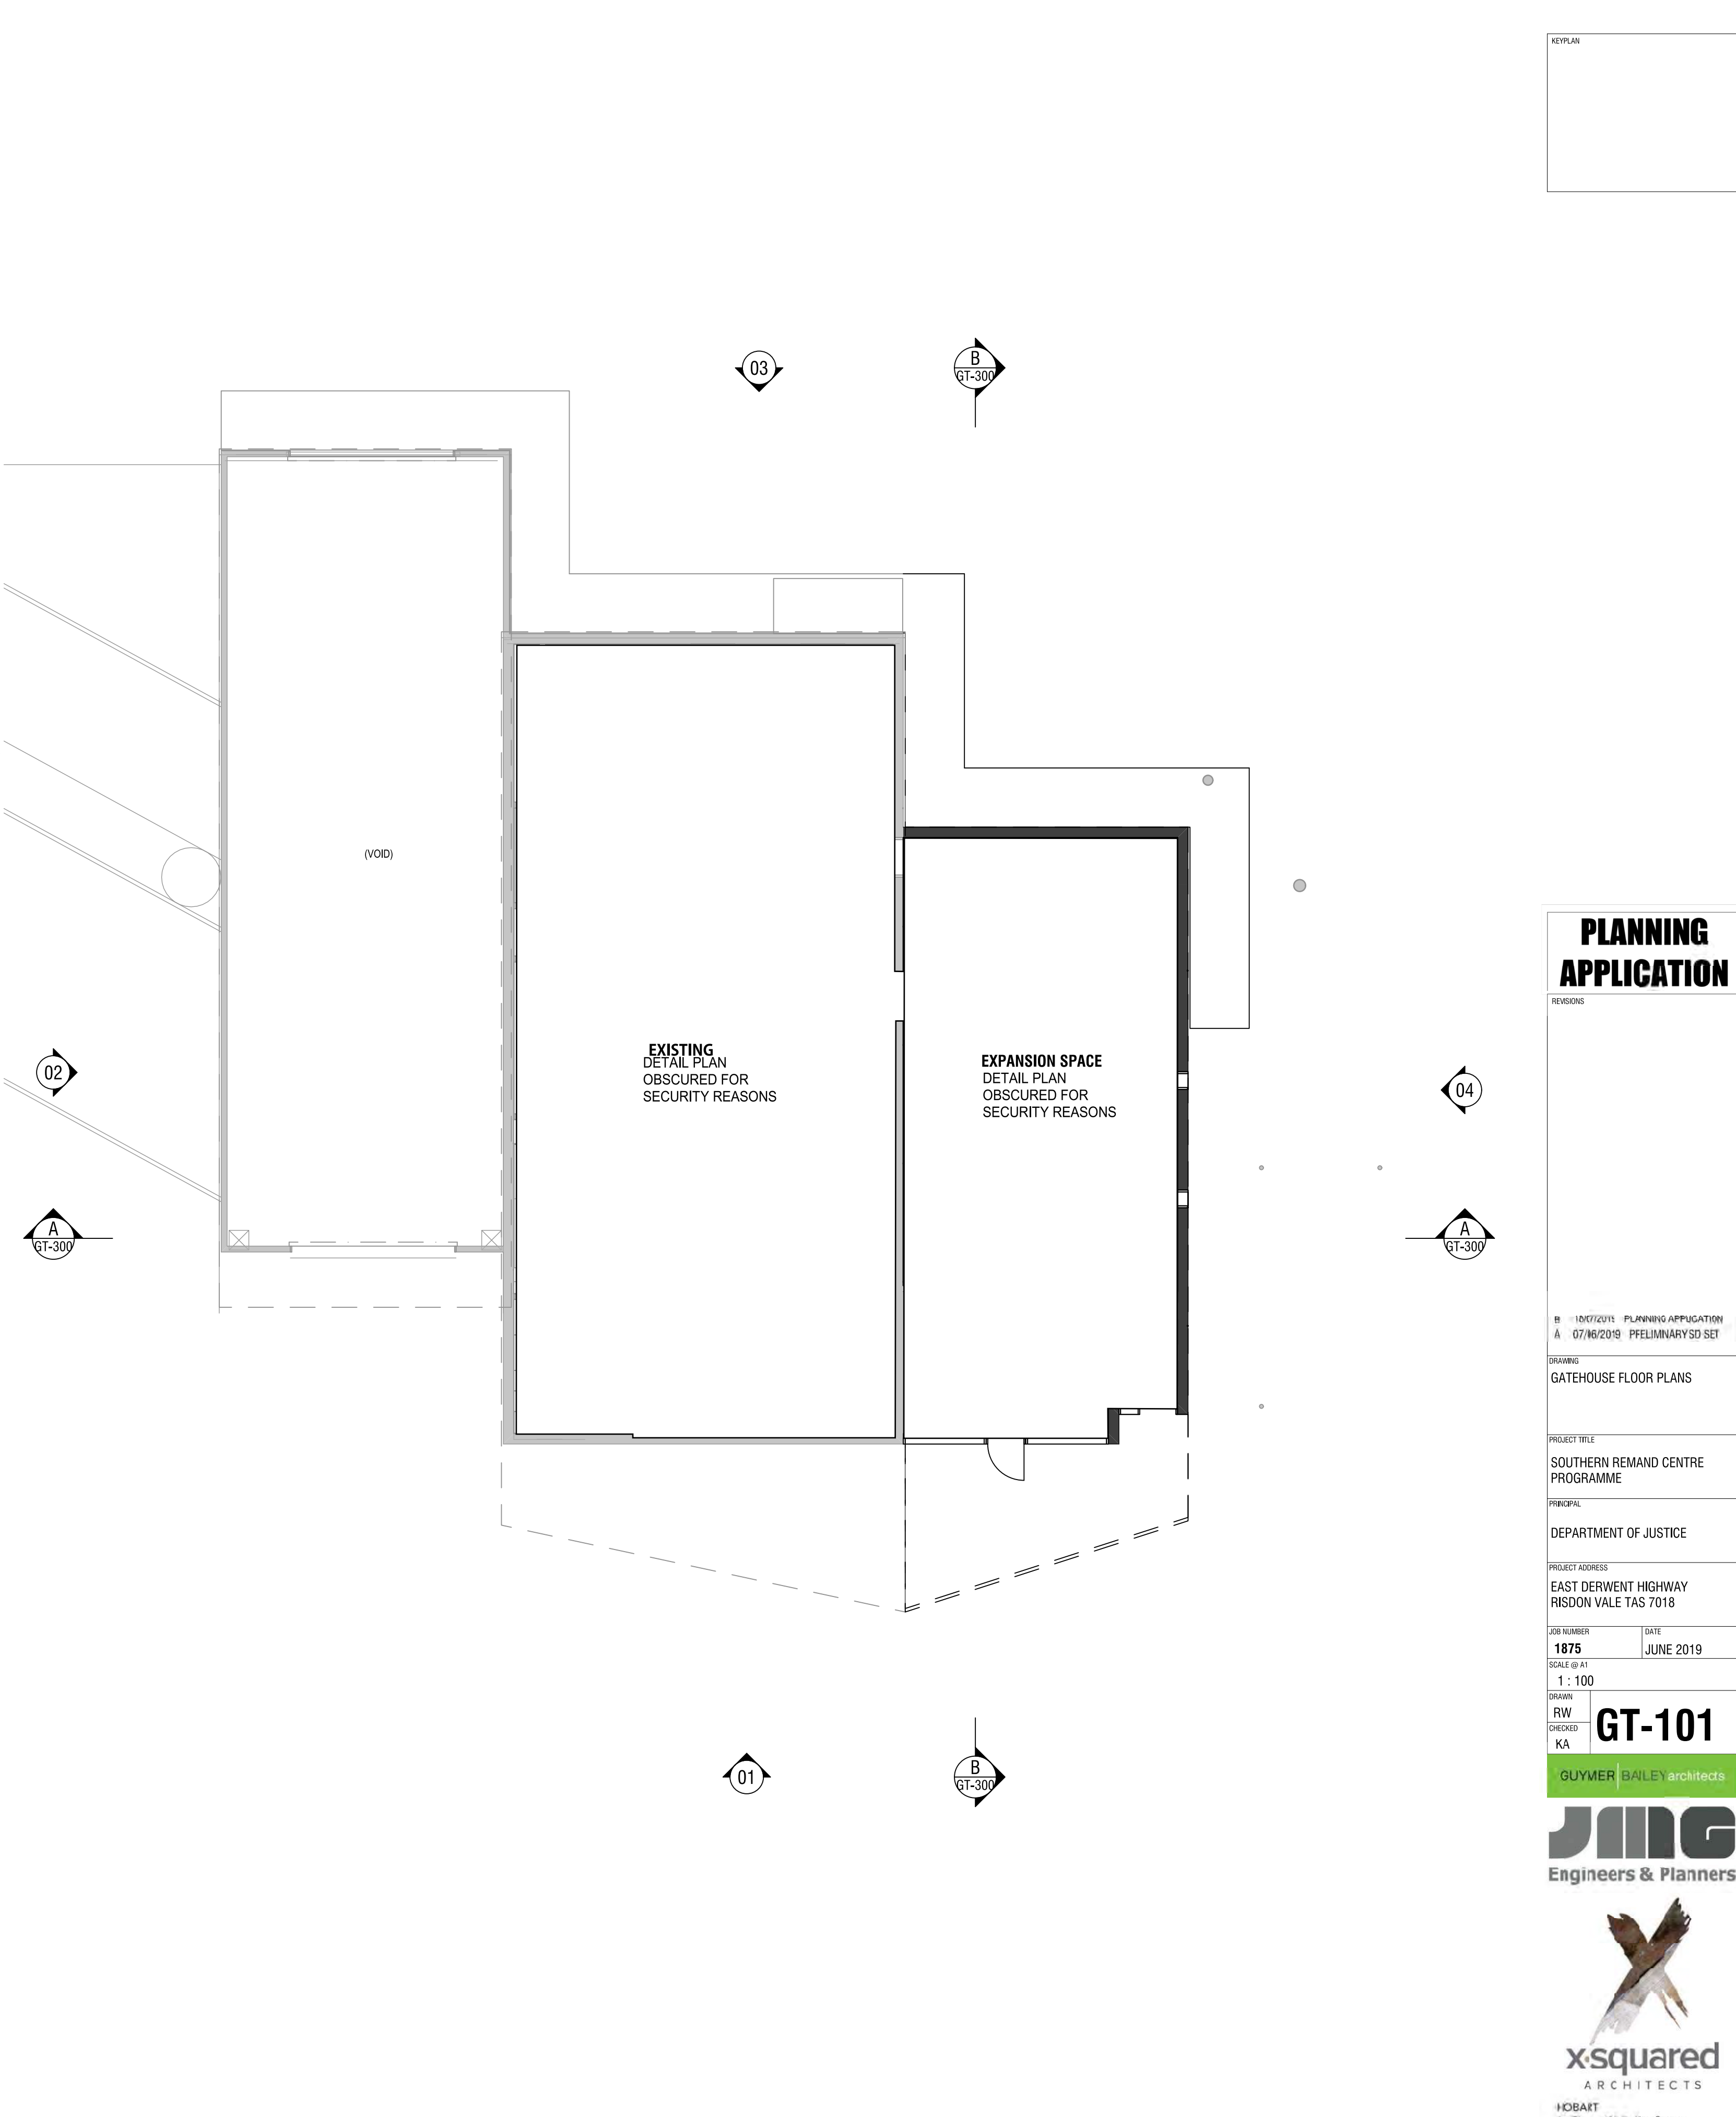 KEYPLAN
03
B
GT-300
(VOID)
EXISTING
DETAIL PLAN
OBSCURED FOR
SECURITY REASONS
EXPANSION SPACE
DETAIL PLAN
OBSCURED FOR
SECURITY REASONS
02
04
A
GT-300
A
GT-300
01
B
GT-300
PLANNING
APPLICATION
REVISIONS
B PLANNING APPLICATION
A 07/06/2019 PRELIMINARY SD SET
DRAWING
GATEHOUSE FLOOR PLANS
PROJECT TITLE
SOUTHERN REMAND CENTRE
PROGRAMME
PRINCIPAL
DEPARTMENT OF JUSTICE
PROJECT ADDRESS
EAST DERWENT HIGHWAY
RISDON VALE TAS 7018
JOB NUMBER DATE
1875 JUNE 2019
SCALE @ A1
1 : 100
DRAWN
RW
CHECKED
KA
GT-101
GUYMER BAILEY architects
JMG
Engineers & Planners
x-squared
ARCHITECTS
HOBART